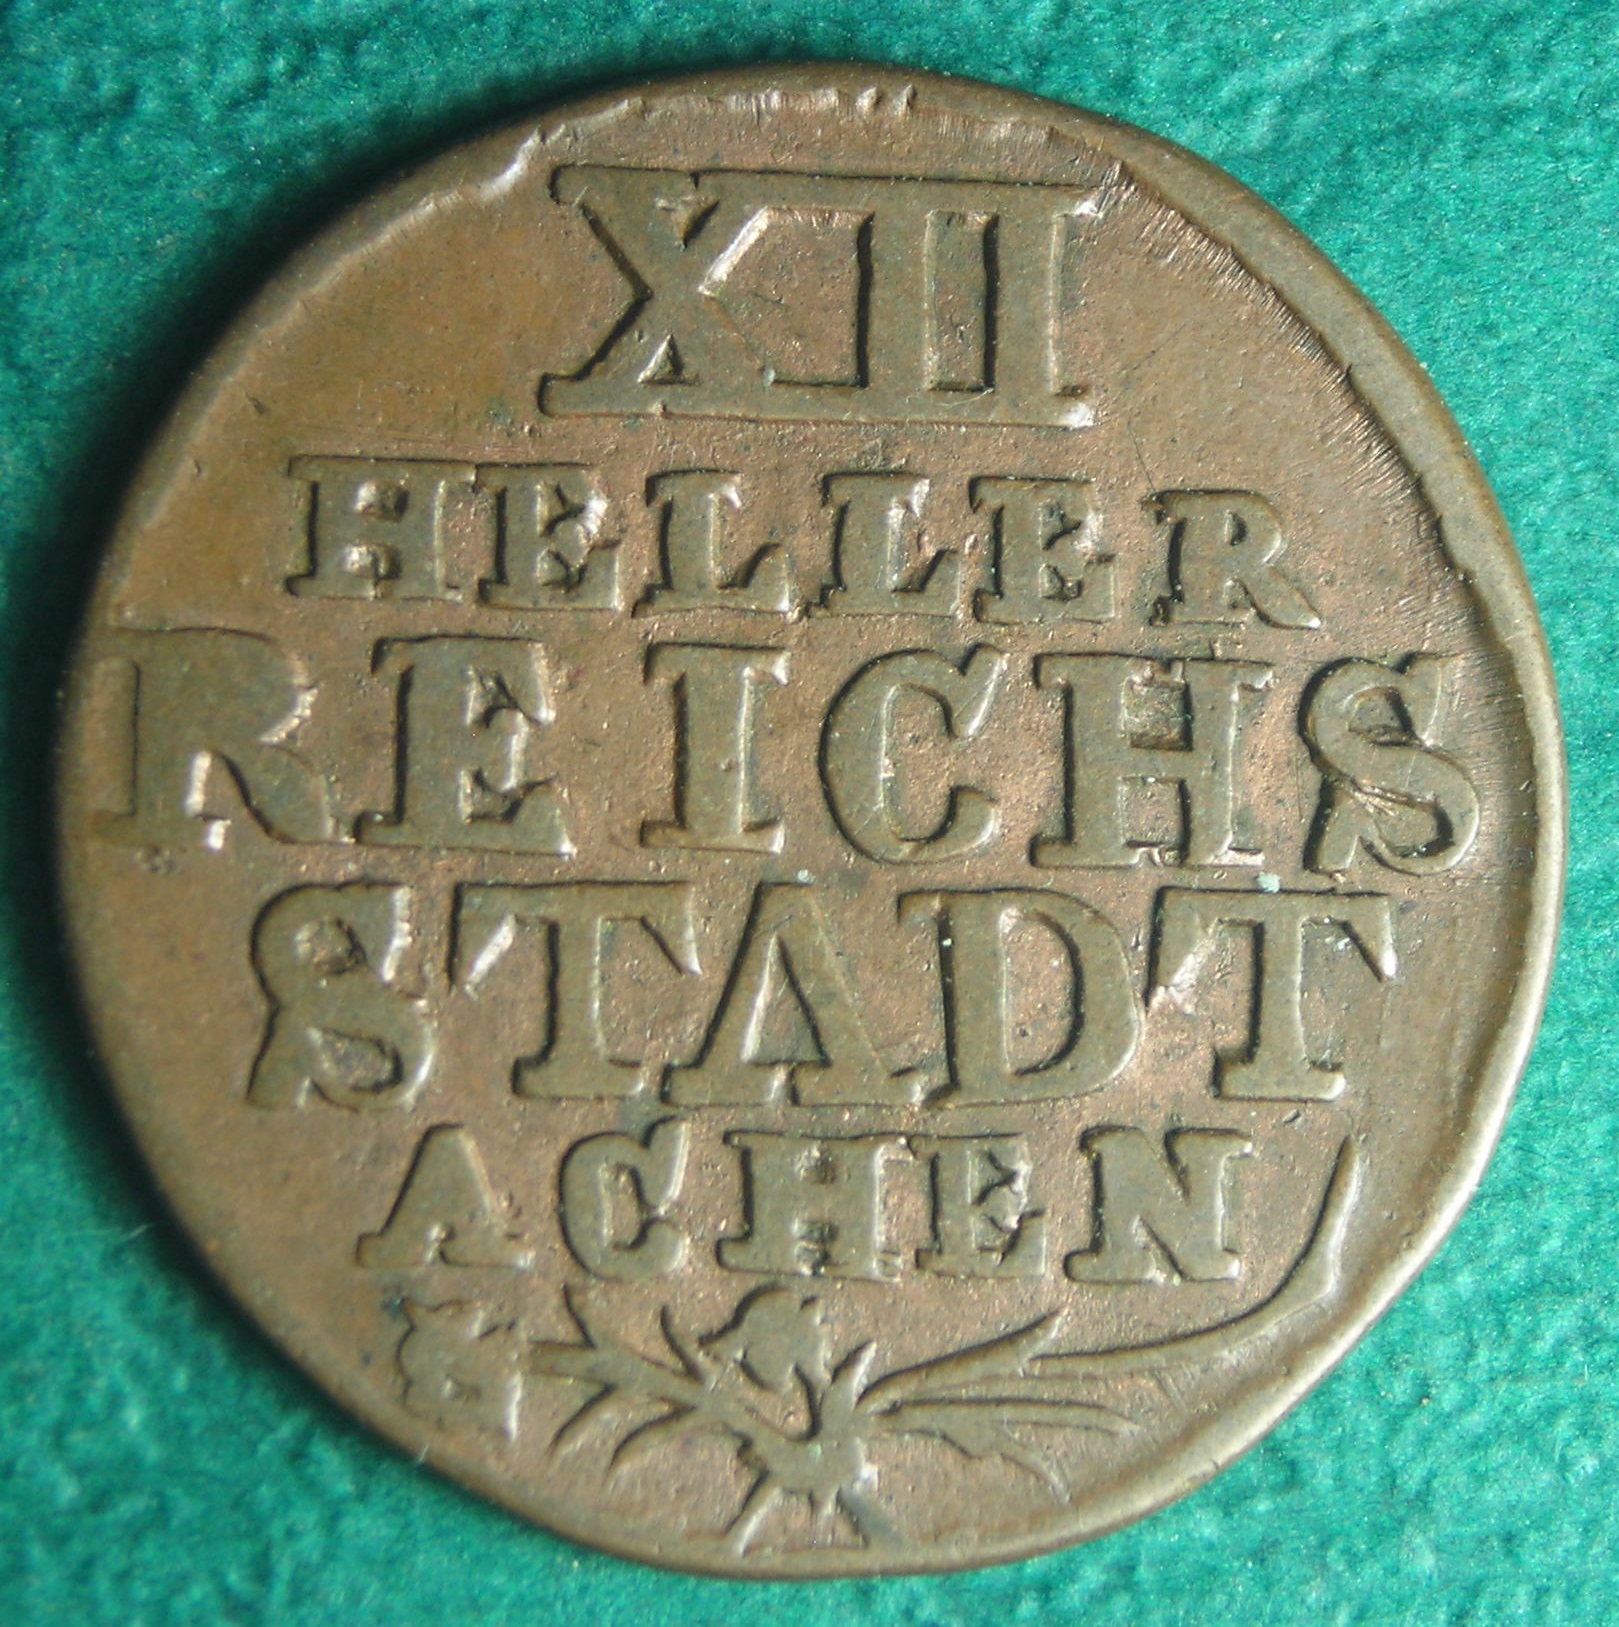 XII
HELLER
REICHS
STADT
ACHEN